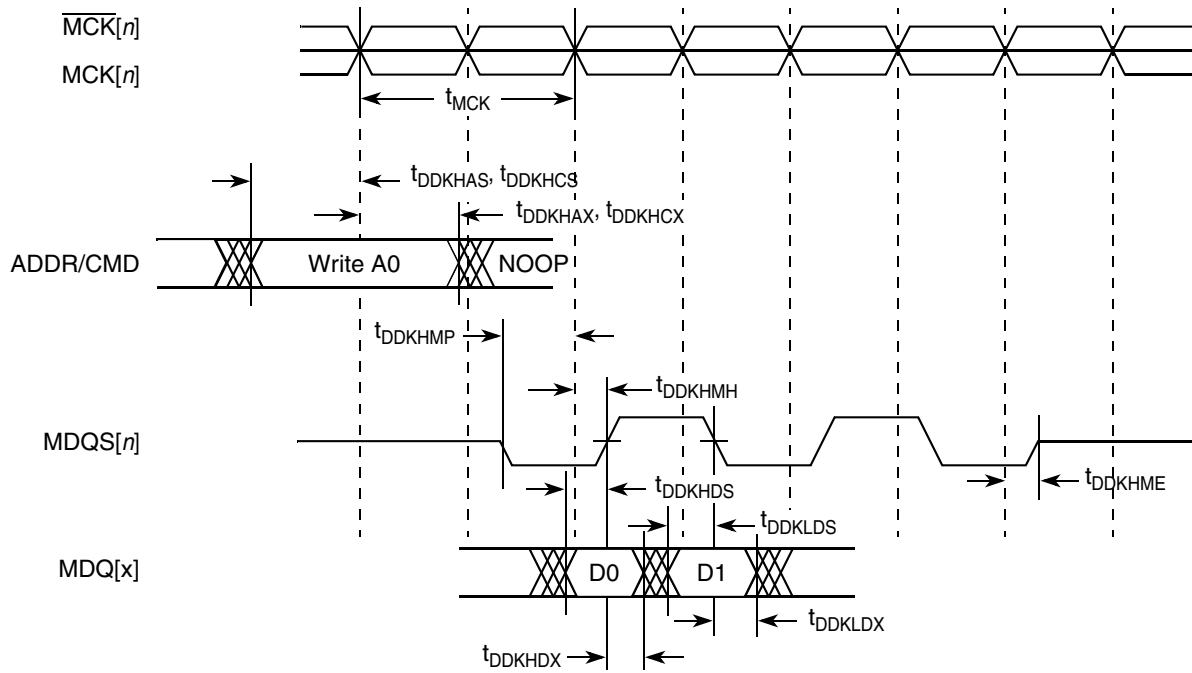 MCK[n]
MCK[n]
tMCK
tDDKHAS, tDDKHCS
tDDKHAX, tDDKHCX
ADDR/CMD
Write A0
NOOP
tDDKHMP
tDDKHMH
MDQS[n]
tDDKHDS
tDDKHME
tDDKLDS
MDQ[x]
D0
D1
tDDKLDX
tDDKHDX